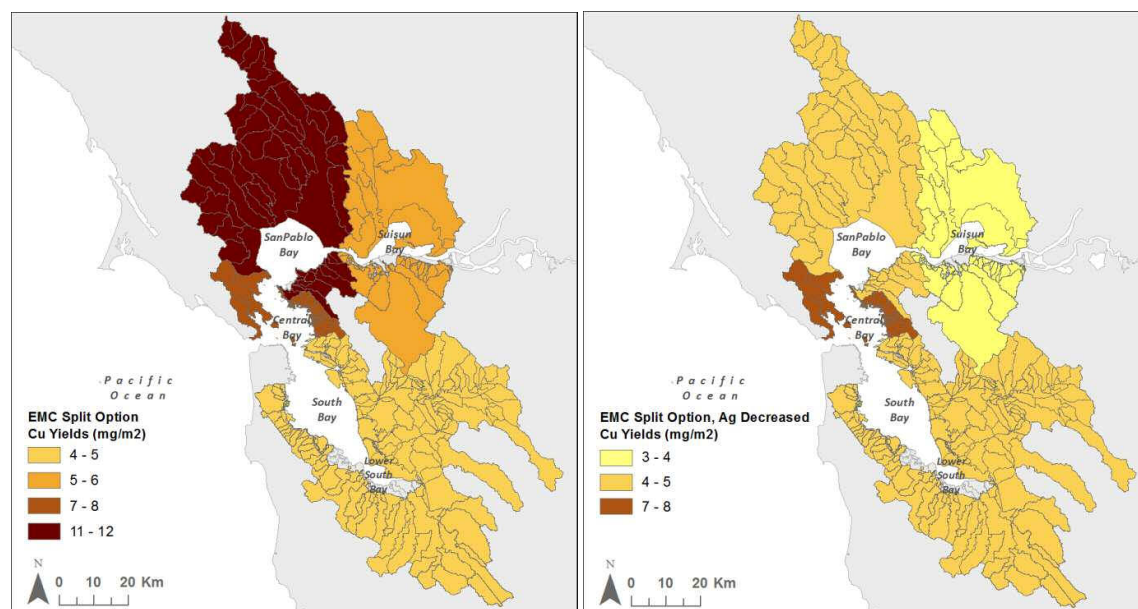 SanPablo
Bay
Suisun
Bay
Central
Bay
Pacific
Ocean
South
Bay
Lower
South
Bay
EMC Split Option
Cu Yields (mg/m2)
4 - 5
5 - 6
7 - 8
11 - 12
N
0 10 20 Km
SanPablo
Bay
Suisun
Bay
Central
Bay
Pacific
Ocean
South
Bay
Lower
South
Bay
EMC Split Option, Ag Decreased
Cu Yields (mg/m2)
3 - 4
4 - 5
7 - 8
N
0 10 20 Km